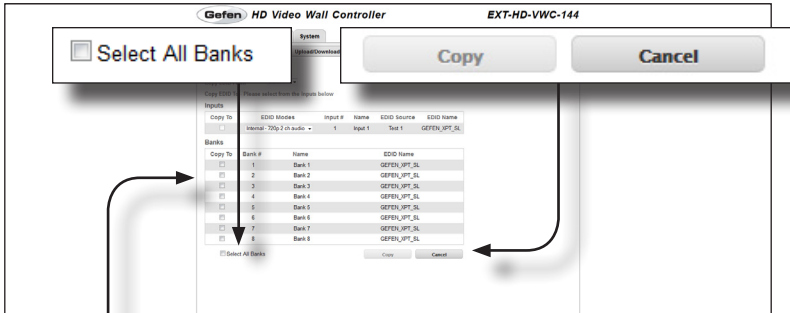 Gefen HD Video Wall Controller EXT-HD-VWC-144
System
Upload/Download
Select All Banks
Copy Cancel
Copy EDID To: Please select from the inputs below
Inputs
Copy To EDID Modes Input # Name EDID Source EDID Name
Internal - 720p 2 ch audio 1 Input 1 Test 1 GEFEN_XPT_SL
Banks
Copy To Bank # Name EDID Name
1 Bank 1 GEFEN_XPT_SL
2 Bank 2 GEFEN_XPT_SL
3 Bank 3 GEFEN_XPT_SL
4 Bank 4 GEFEN_XPT_SL
5 Bank 5 GEFEN_XPT_SL
6 Bank 6 GEFEN_XPT_SL
7 Bank 7 GEFEN_XPT_SL
8 Bank 8 GEFEN_XPT_SL
Select All Banks Copy Cancel